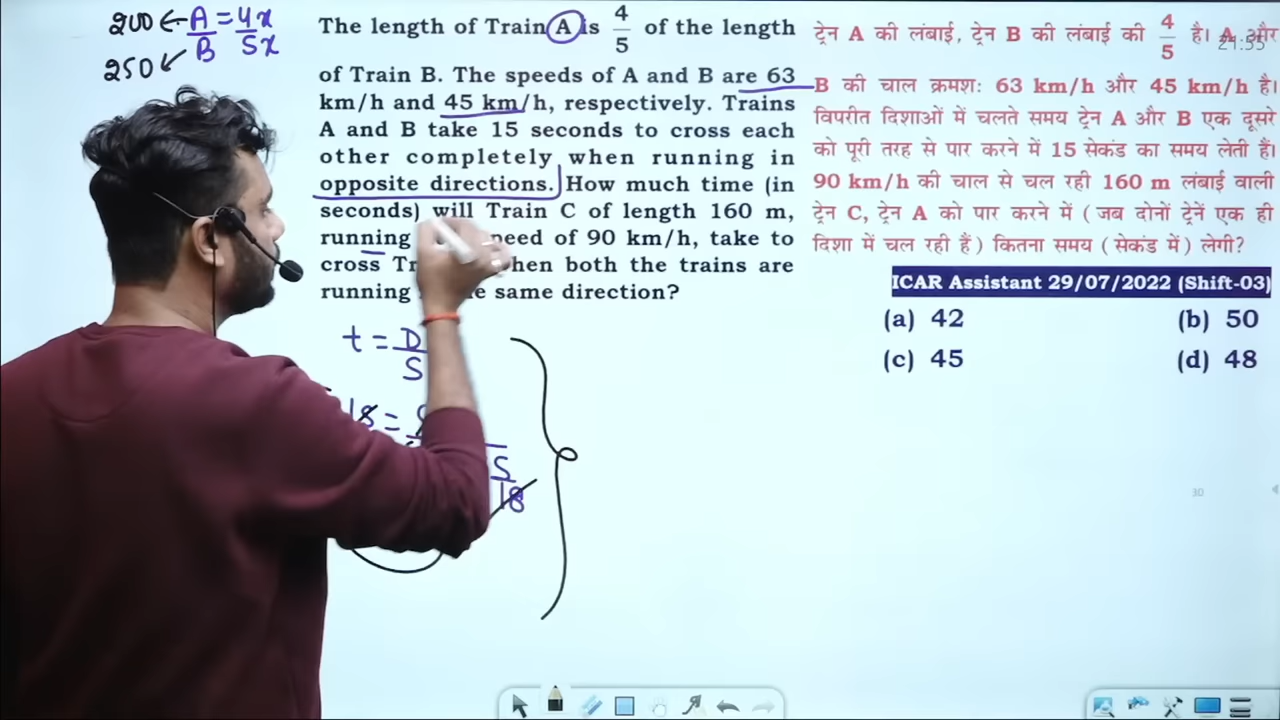 200 ← A = 4x
250 ↙ B 5x
The length of Train A is 4/5 of the length
of Train B. The speeds of A and B are 63
km/h and 45 km/h, respectively. Trains
A and B take 15 seconds to cross each
other completely when running in
opposite directions. How much time (in
seconds) will Train C of length 160 m,
running speed of 90 km/h, take to
cross when both the trains are
running same direction?
ट्रेन A की लंबाई, ट्रेन B की लंबाई की 4/5 है। A और
B की चाल क्रमश: 63 km/h और 45 km/h है।
विपरीत दिशाओं में चलते समय ट्रेन A और B एक दूसरे
को पूरी तरह से पार करने में 15 सेकंड का समय लेती हैं।
90 km/h की चाल से चल रही 160 m लंबाई वाली
ट्रेन C, ट्रेन A को पार करने में ( जब दोनों ट्रेनें एक ही
दिशा में चल रही हैं ) कितना समय ( सेकंड में ) लेगी?
ICAR Assistant 29/07/2022 (Shift-03)
(a) 42 (b) 50
(c) 45 (d) 48
t = D
S
=
5
18
30